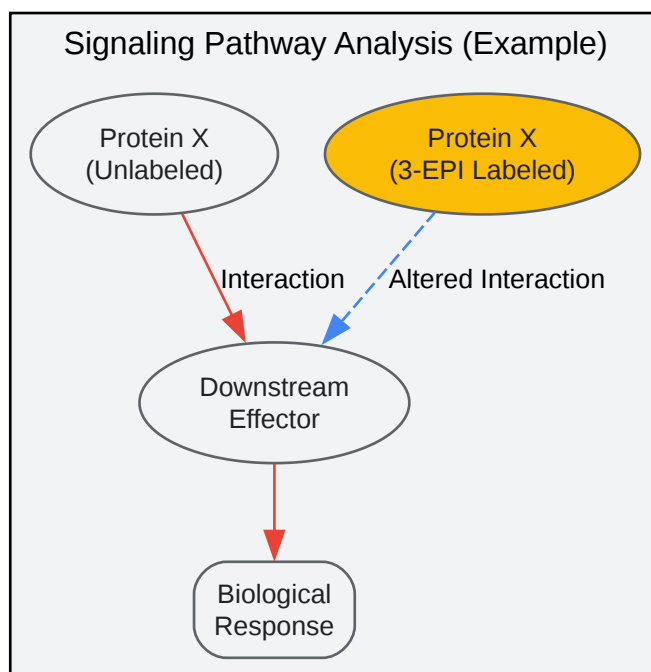 Signaling Pathway Analysis (Example)
Protein X
(Unlabeled)
Protein X
(3-EPI Labeled)
Interaction
Altered Interaction
Downstream
Effector
Biological
Response